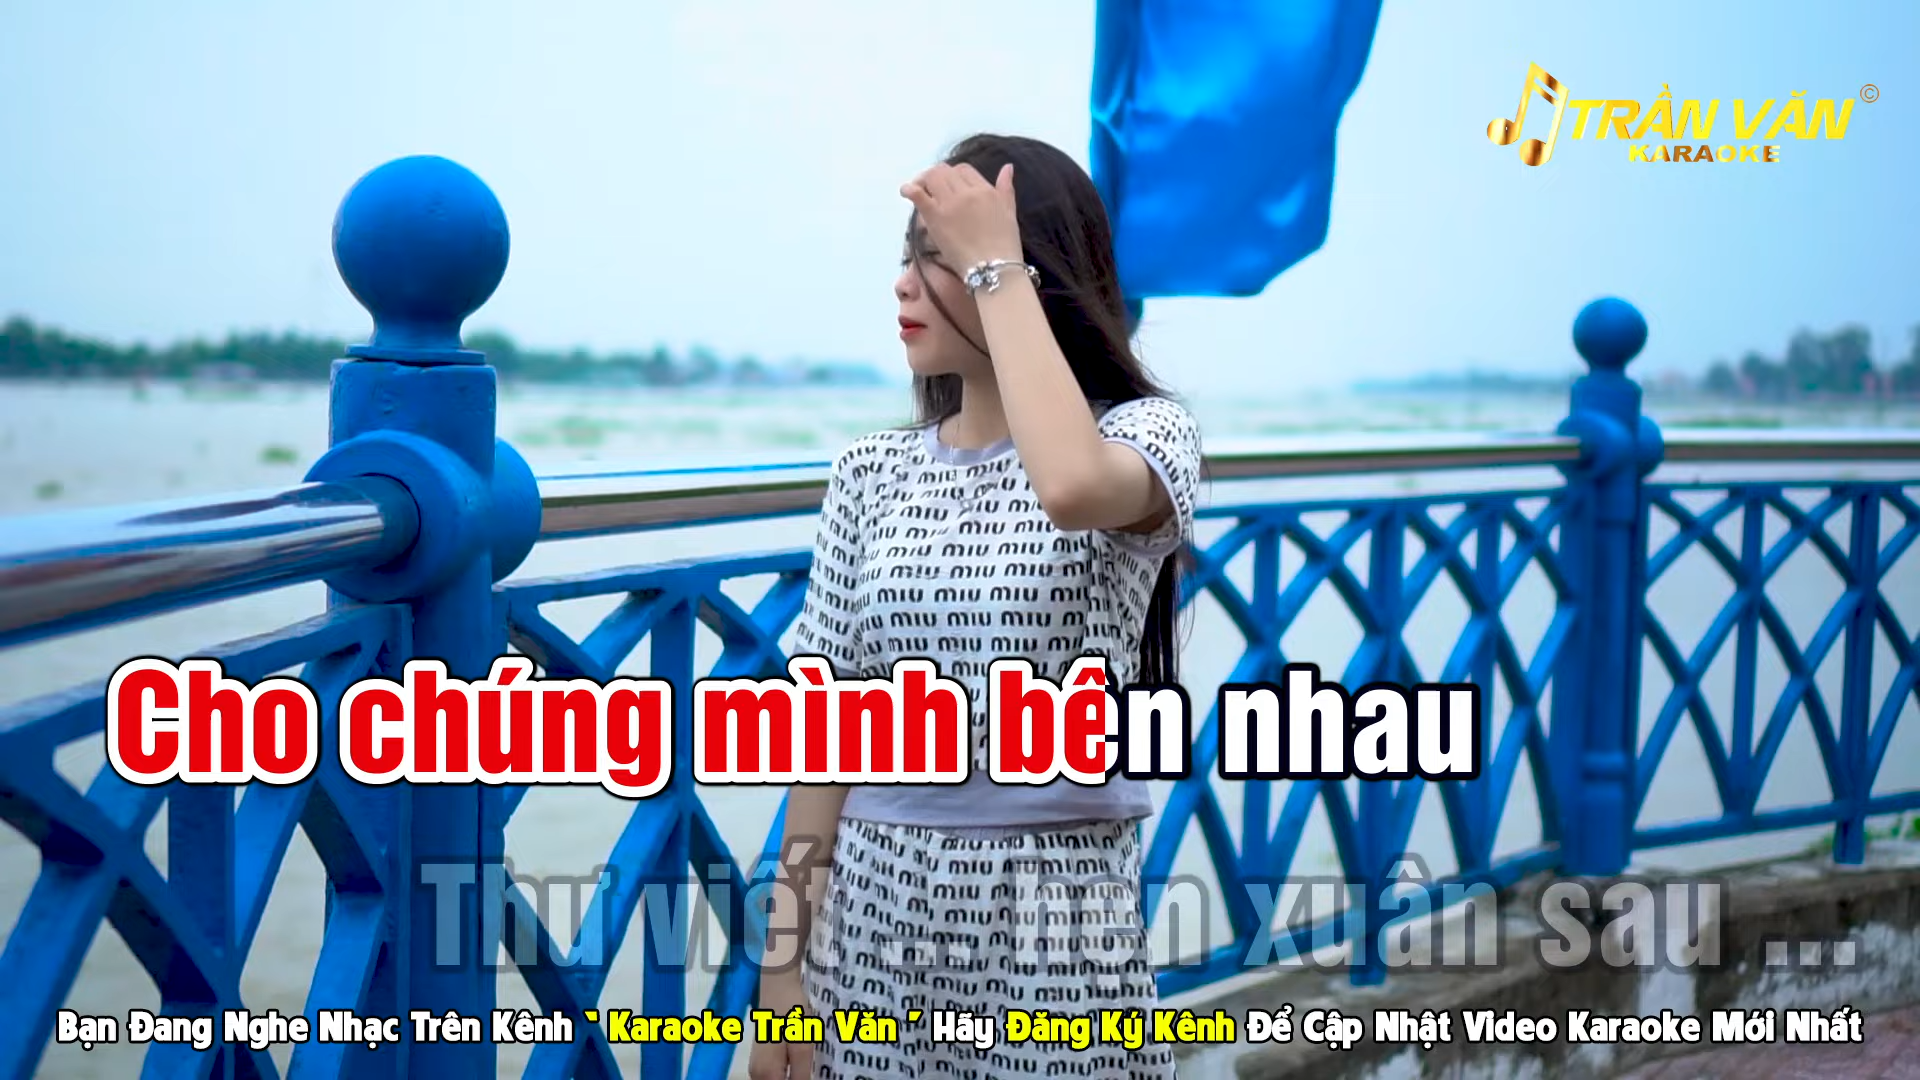 TRẦN VĂN ©
KARAOKE
Cho chúng mình bên nhau
Thư viết ... hẹn xuân sau ...
Bạn Đang Nghe Nhạc Trên Kênh ` Karaoke Trần Văn ´ Hãy Đăng Ký Kênh Để Cập Nhật Video Karaoke Mới Nhất